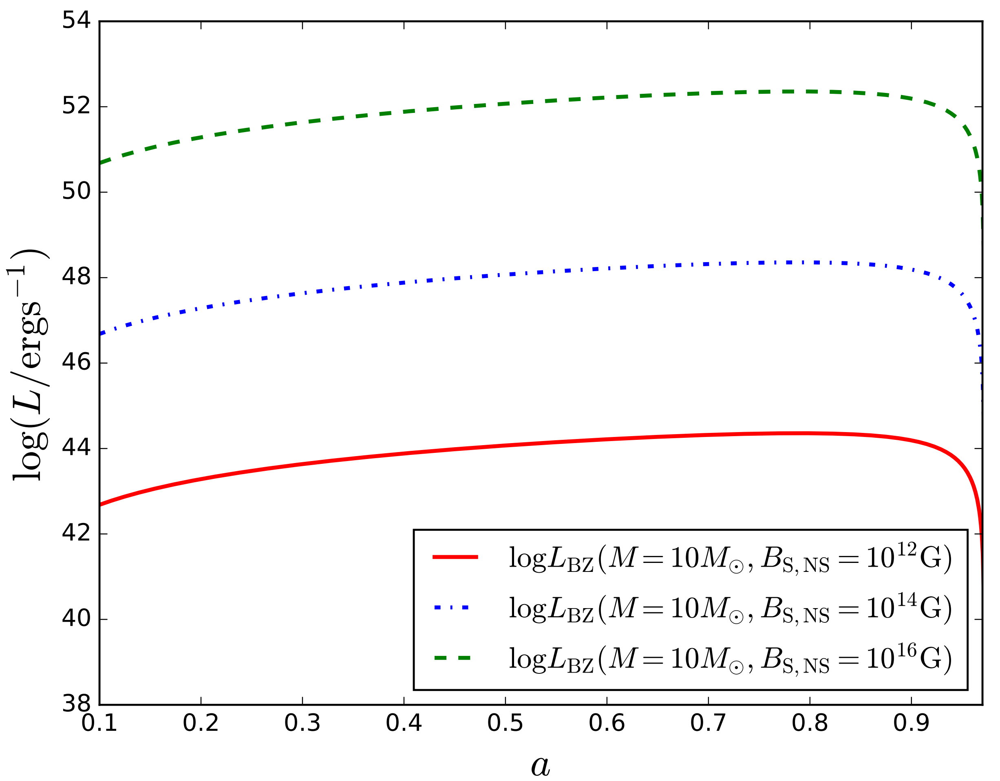 54
52
50
48
46
44
42
40
38
log(L/ergs⁻¹)
logL_BZ(M = 10M_⊙, B_S,NS = 10¹²G)
logL_BZ(M = 10M_⊙, B_S,NS = 10¹⁴G)
logL_BZ(M = 10M_⊙, B_S,NS = 10¹⁶G)
0.1 0.2 0.3 0.4 0.5 0.6 0.7 0.8 0.9
a